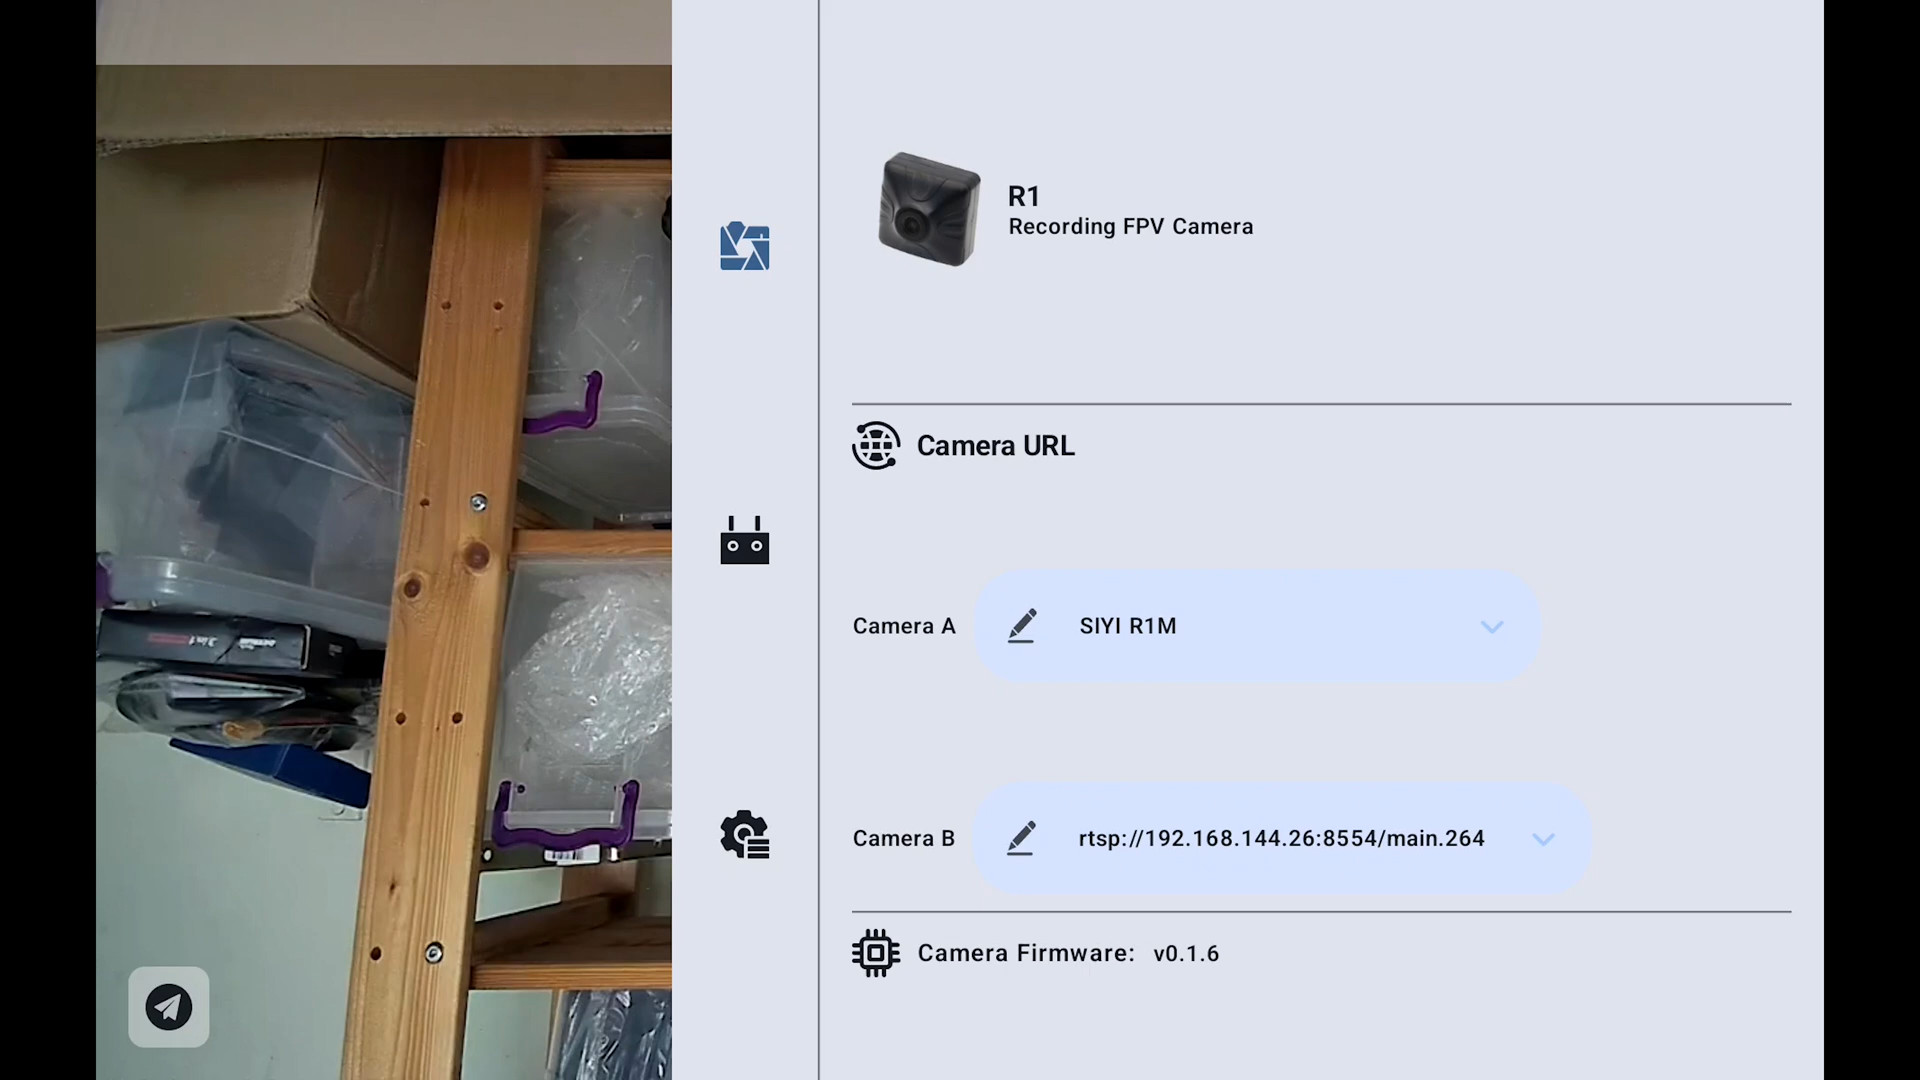 R1
Recording FPV Camera
Camera URL
Camera A
SIYI R1M
Camera B
rtsp://192.168.144.26:8554/main.264
Camera Firmware: v0.1.6